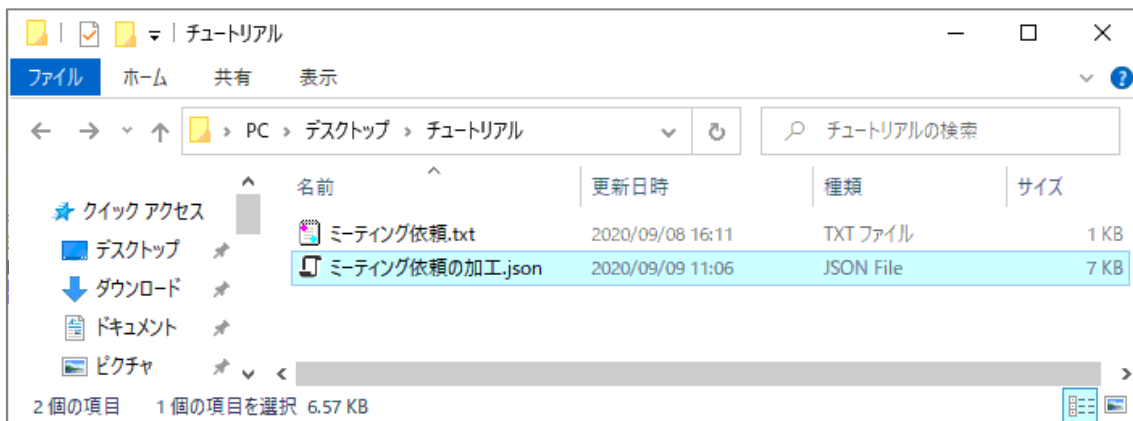 チュートリアル
ファイル ホーム 共有 表示
PC デスクトップ チュートリアル チュートリアルの検索
名前 更新日時 種類 サイズ
クイック アクセス
ミーティング依頼.txt 2020/09/08 16:11 TXT ファイル 1 KB
デスクトップ
ミーティング依頼の加工.json 2020/09/09 11:06 JSON File 7 KB
ダウンロード
ドキュメント
ピクチャ
2 個の項目 1 個の項目を選択 6.57 KB